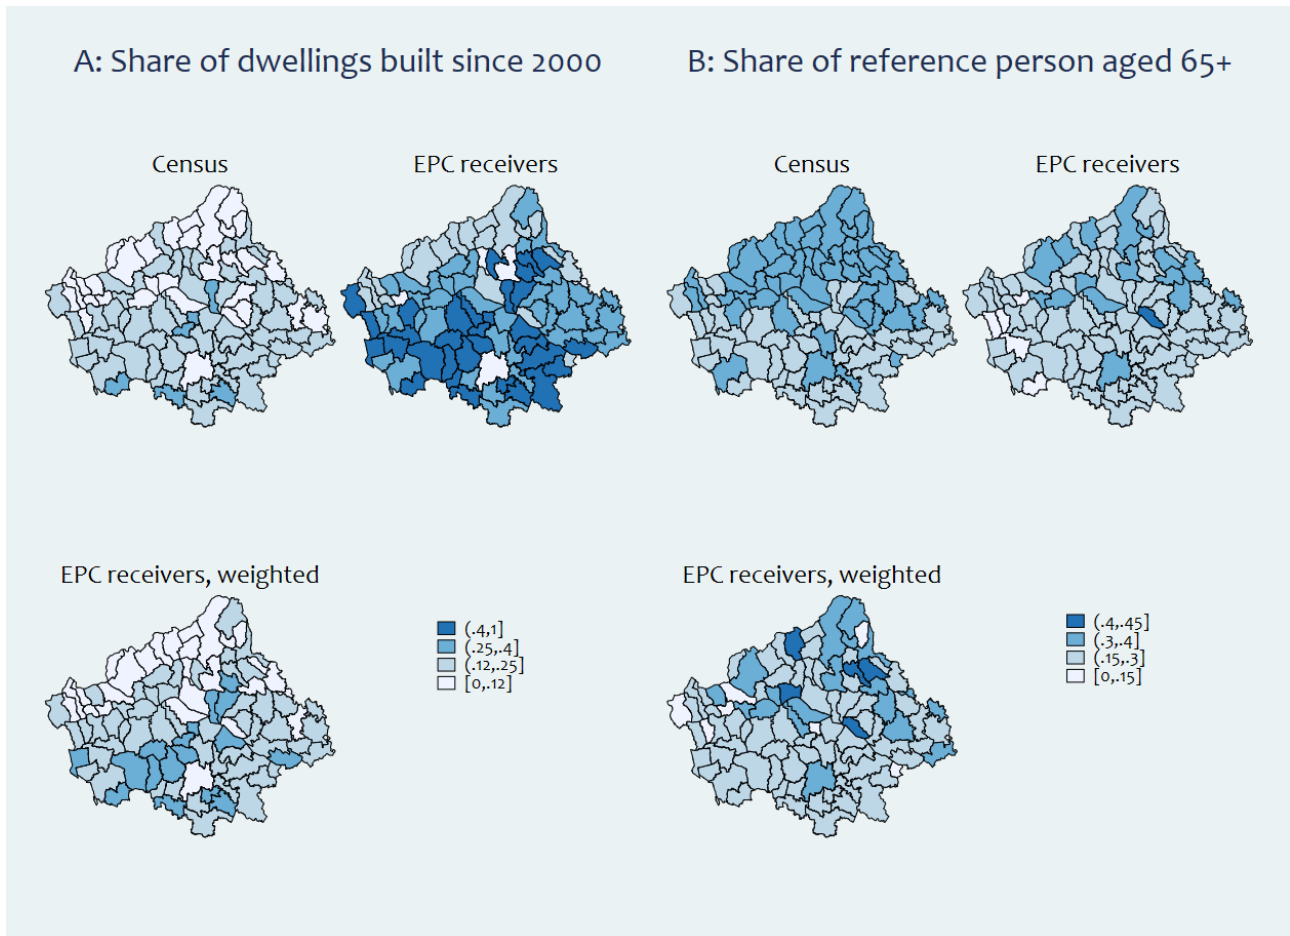 A: Share of dwellings built since 2000
B: Share of reference person aged 65+
Census
EPC receivers
Census
EPC receivers
EPC receivers, weighted
(.4,1]
(.25,.4]
(.12,.25]
[0,.12]
EPC receivers, weighted
(.4,.45]
(.3,.4]
(.15,.3]
[0,.15]